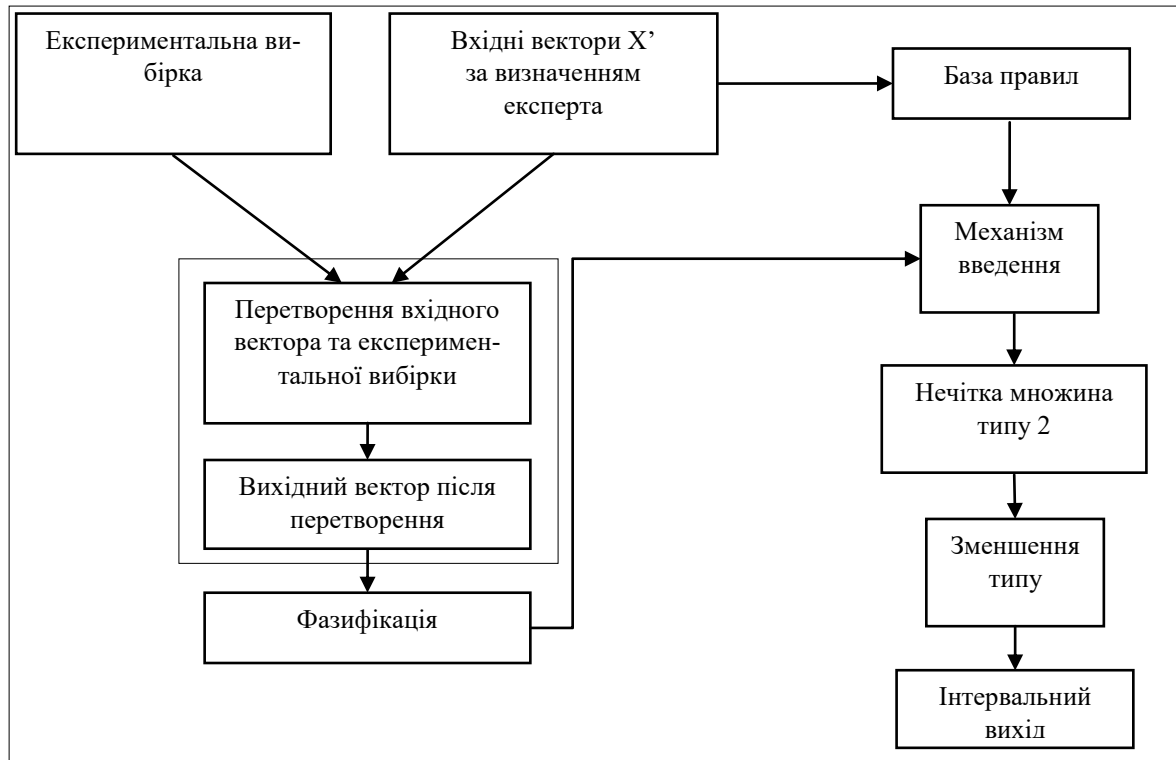 Експериментальна ви-
бірка
Вхідні вектори X’
за визначенням
експерта
База правил
Механізм
введення
Перетворення вхідного
вектора та експеримен-
тальної вибірки
Нечітка множина
типу 2
Вихідний вектор після
перетворення
Зменшення
типу
Фазифікація
Інтервальний
вихід